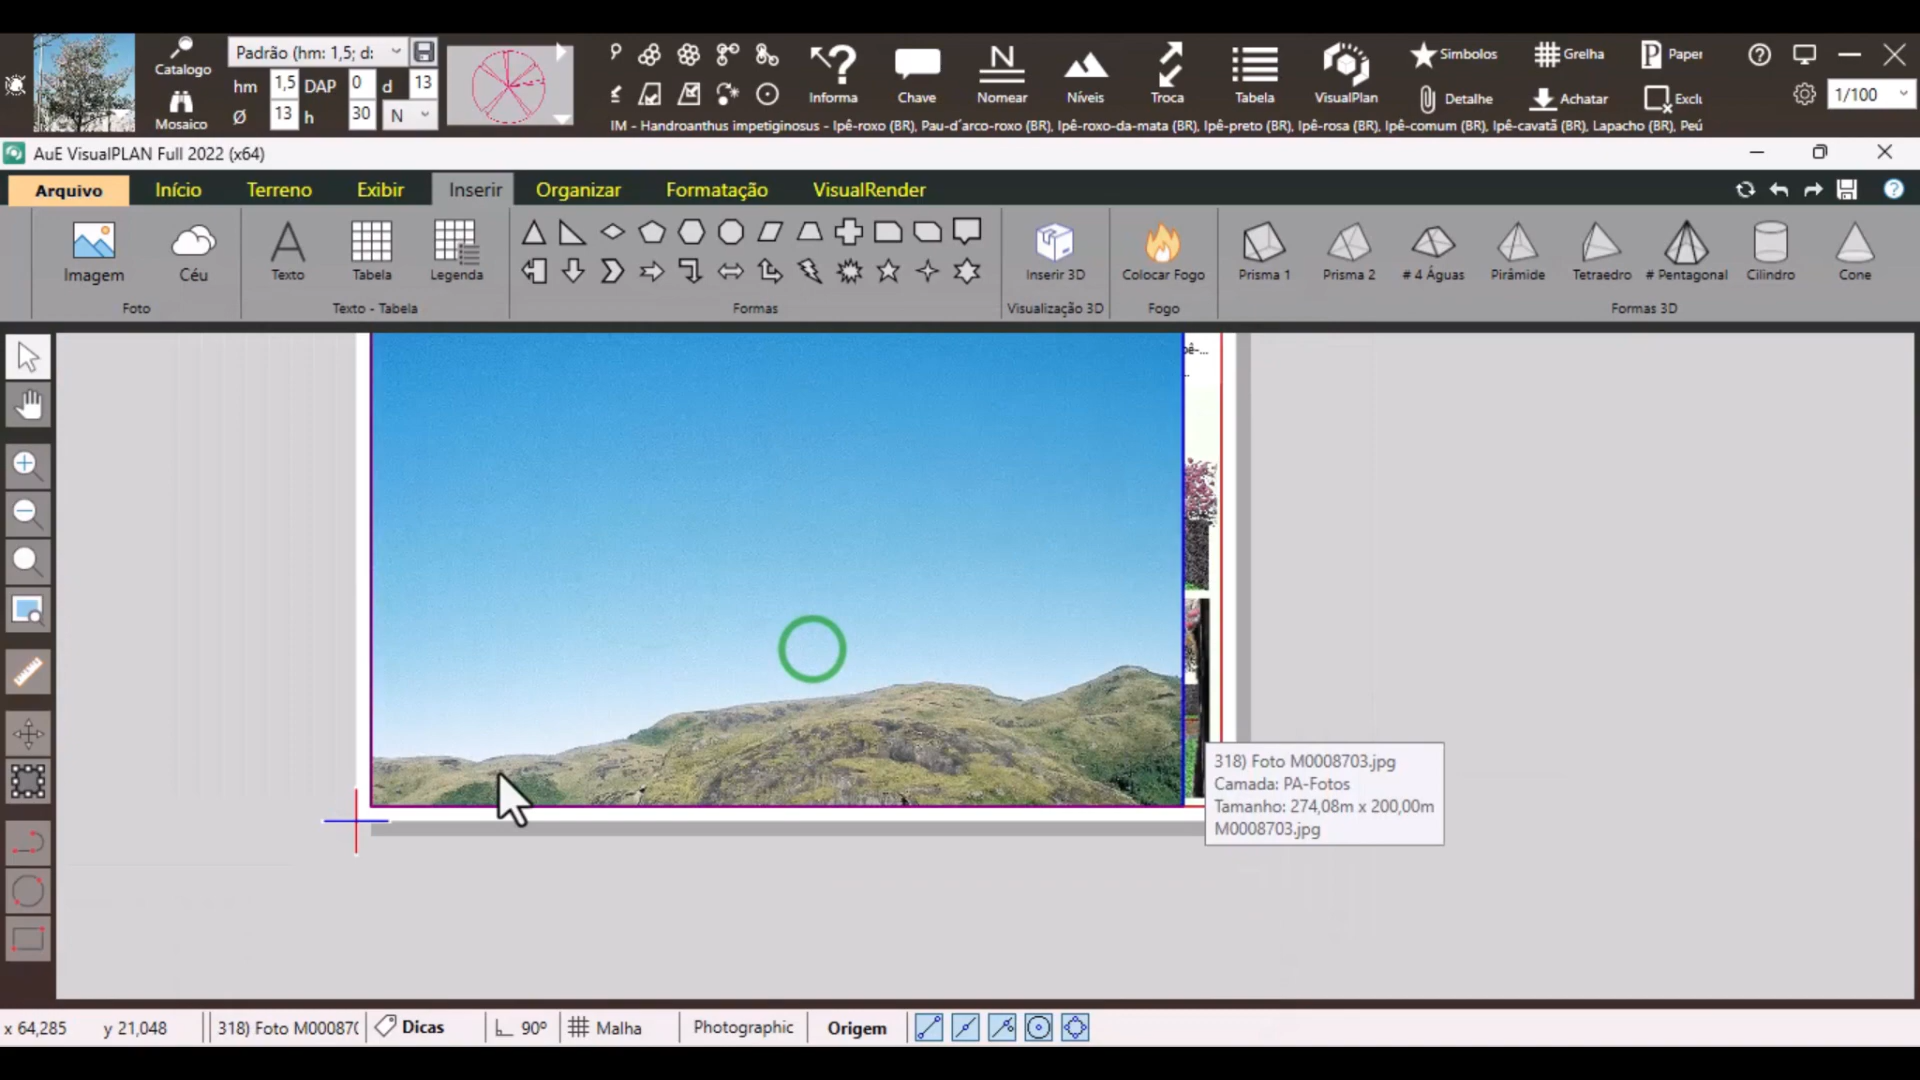 Catalogo
Mosaico
Padrão (hm: 1,5; d:
hm 1,5 DAP 0 d 13
Ø 13 h 30 N
Informa
Chave
Nomear
Níveis
Troca
Tabela
VisualPlan
Simbolos
Grelha
Paper
Detalhe
Achatar
Exclu
1/100
IM - Handroanthus impetiginosus - Ipê-roxo (BR), Pau-d´arco-roxo (BR), Ipê-roxo-da-mata (BR), Ipê-preto (BR), Ipê-rosa (BR), Ipê-comum (BR), Ipê-cavatã (BR), Lapacho (BR), Peú
AuE VisualPLAN Full 2022 (x64)
Arquivo Início Terreno Exibir Inserir Organizar Formatação VisualRender
Imagem Céu Texto Tabela Legenda Inserir 3D Colocar Fogo Prisma 1 Prisma 2 # 4 Águas Pirâmide Tetraedro # Pentagonal Cilindro Cone
Foto Texto - Tabela Formas Visualização 3D Fogo Formas 3D
318) Foto M0008703.jpg
Camada: PA-Fotos
Tamanho: 274,08m x 200,00m
M0008703.jpg
x 64,285 y 21,048 318) Foto M00087( Dicas 90º Malha Photographic Origem